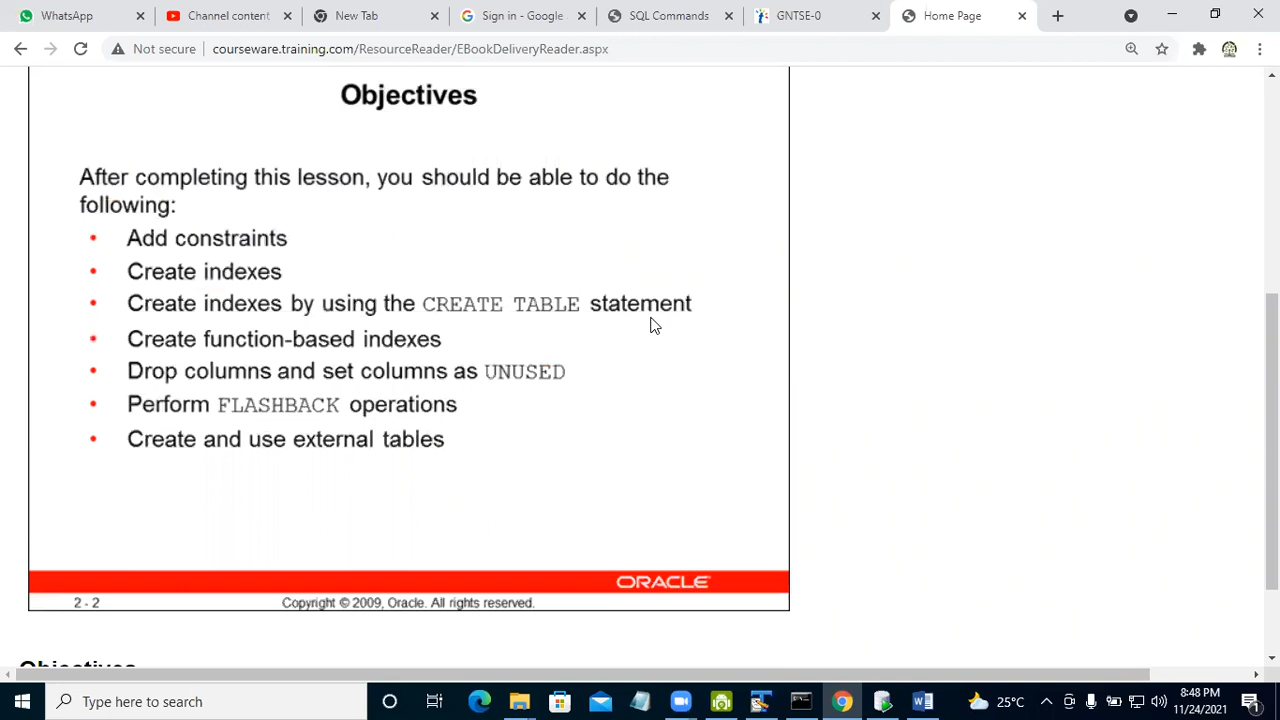 WhatsApp
Channel content
New Tab
Sign in - Google
SQL Commands
GNTSE-0
Home Page
Not secure
courseware.training.com/ResourceReader/EBookDeliveryReader.aspx
Objectives
After completing this lesson, you should be able to do the
following:
• Add constraints
• Create indexes
• Create indexes by using the CREATE TABLE statement
• Create function-based indexes
• Drop columns and set columns as UNUSED
• Perform FLASHBACK operations
• Create and use external tables
ORACLE
2 - 2
Copyright © 2009, Oracle. All rights reserved.
Objectives
Type here to search
25°C
8:48 PM
11/24/2021
1